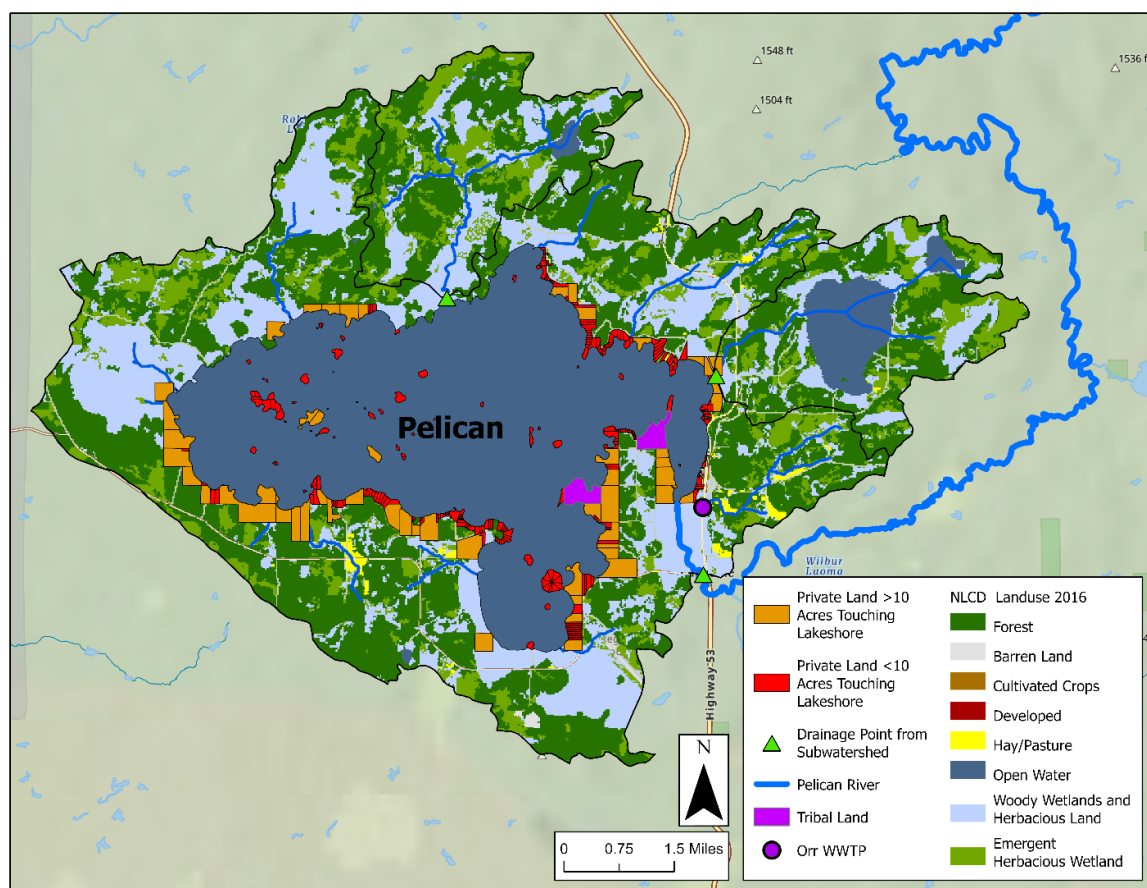 1548 ft
1536 ft
1504 ft
Pelican
Wilbur
Luoma
Highway 53
N
0 0.75 1.5 Miles
Private Land >10
Acres Touching
Lakeshore
Private Land <10
Acres Touching
Lakeshore
Drainage Point from
Subwatershed
Pelican River
Tribal Land
Orr WWTP
NLCD Landuse 2016
Forest
Barren Land
Cultivated Crops
Developed
Hay/Pasture
Open Water
Woody Wetlands and
Herbacious Land
Emergent
Herbacious Wetland